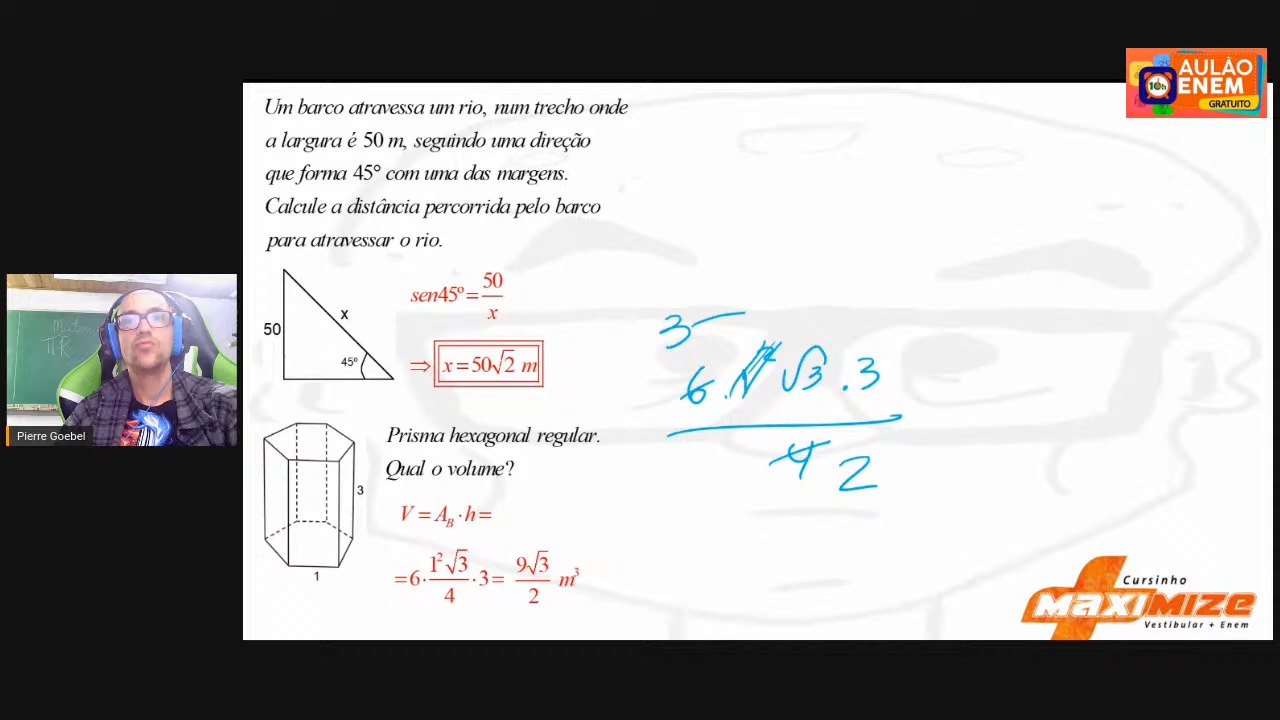 AULÃO
ENEM
10h
GRATUITO
Um barco atravessa um rio, num trecho onde
a largura é 50 m, seguindo uma direção
que forma 45° com uma das margens.
Calcule a distância percorrida pelo barco
para atravessar o rio.
50
x
45º
sen45º = 50/x
⇒ x = 50√2 m
Prisma hexagonal regular.
Qual o volume?
3
1
V = A_B · h =
= 6 · 1²√3/4 · 3 = 9√3/2 m³
3
6 . √3 . 3
4 2
Pierre Goebel
Cursinho
MAXIMIZE
Vestibular + Enem